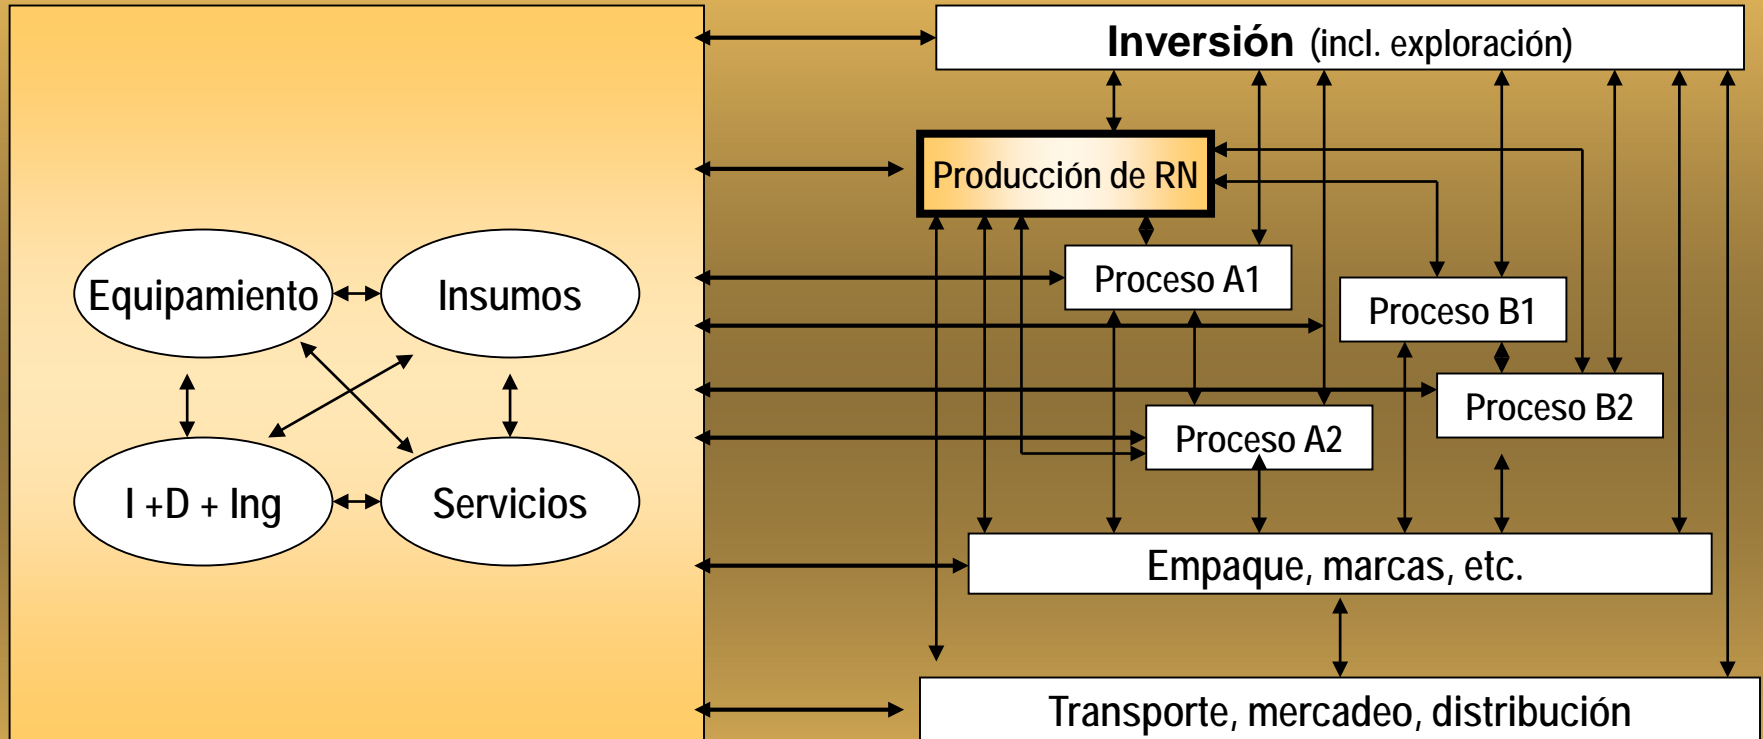 Inversión (incl. exploración)
Producción de RN
Equipamiento
Insumos
Proceso A1
Proceso B1
Proceso B2
Proceso A2
I +D + Ing
Servicios
Empaque, marcas, etc.
Transporte, mercadeo, distribución